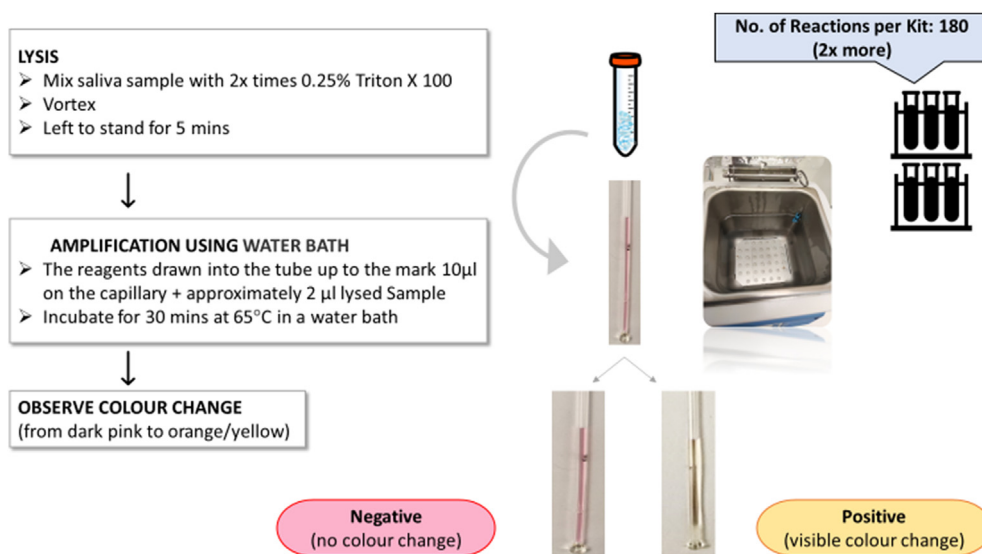 LYSIS
➢ Mix saliva sample with 2x times 0.25% Triton X 100
➢ Vortex
➢ Left to stand for 5 mins
AMPLIFICATION USING WATER BATH
➢ The reagents drawn into the tube up to the mark 10µl
on the capillary + approximately 2 µl lysed Sample
➢ Incubate for 30 mins at 65°C in a water bath
OBSERVE COLOUR CHANGE
(from dark pink to orange/yellow)
No. of Reactions per Kit: 180
(2x more)
Negative
(no colour change)
Positive
(visible colour change)